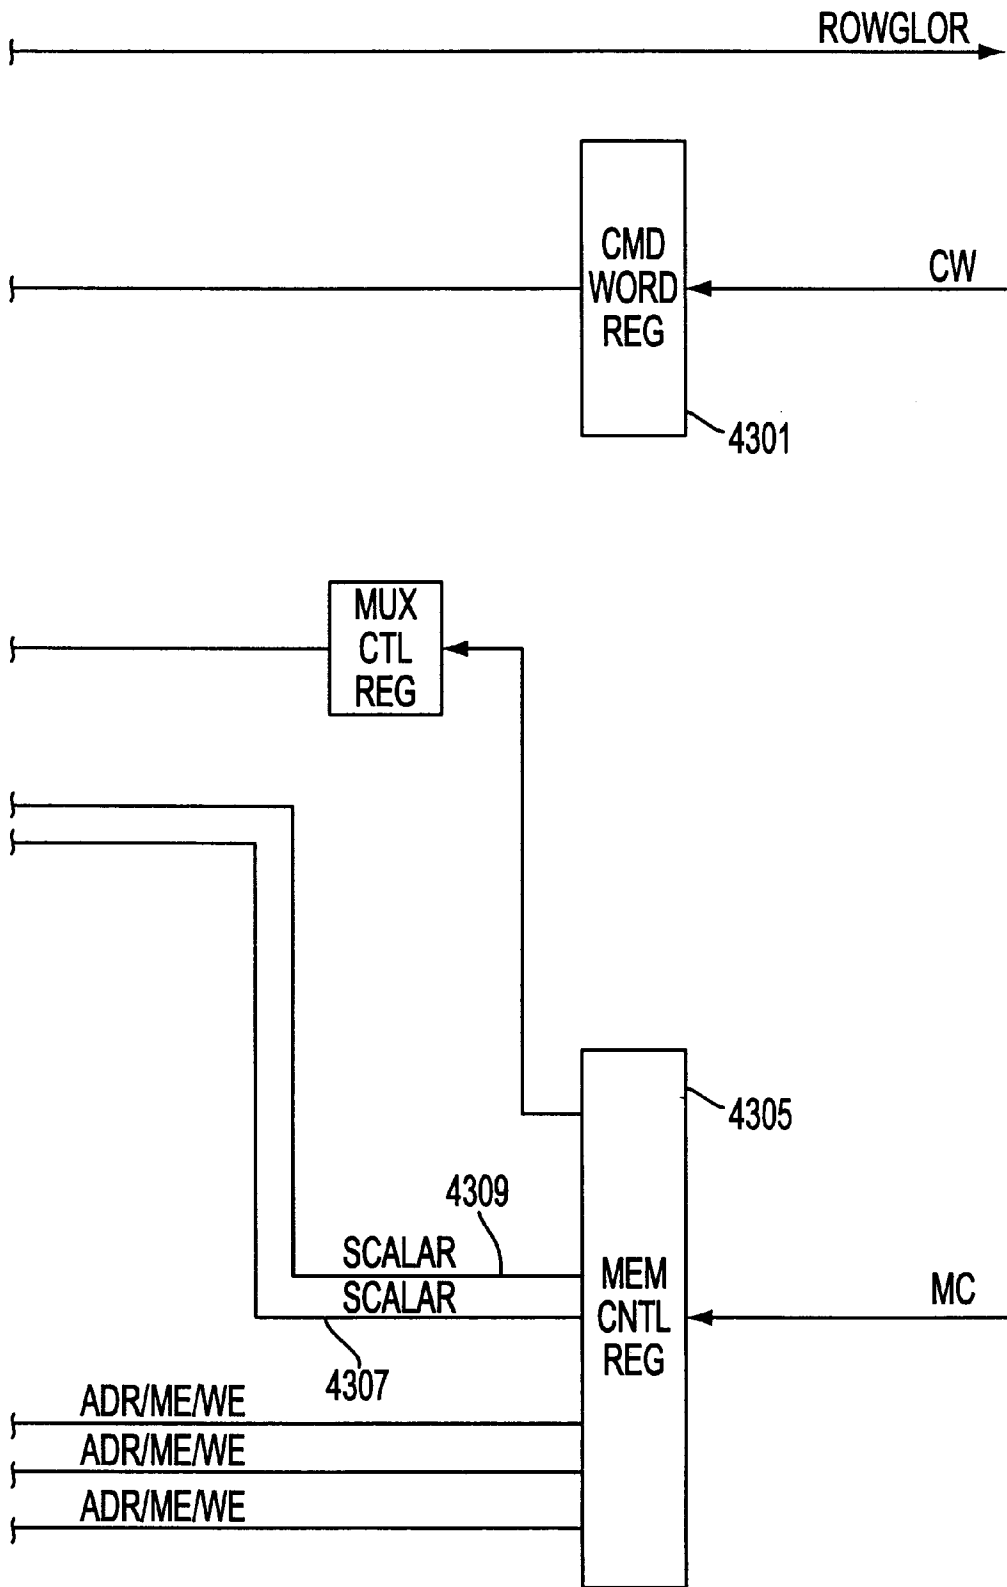 ROWGLOR
CMD
WORD
REG
CW
4301
MUX
CTL
REG
4305
4309
SCALAR
SCALAR
MEM
CNTL
REG
MC
4307
ADR/ME/WE
ADR/ME/WE
ADR/ME/WE